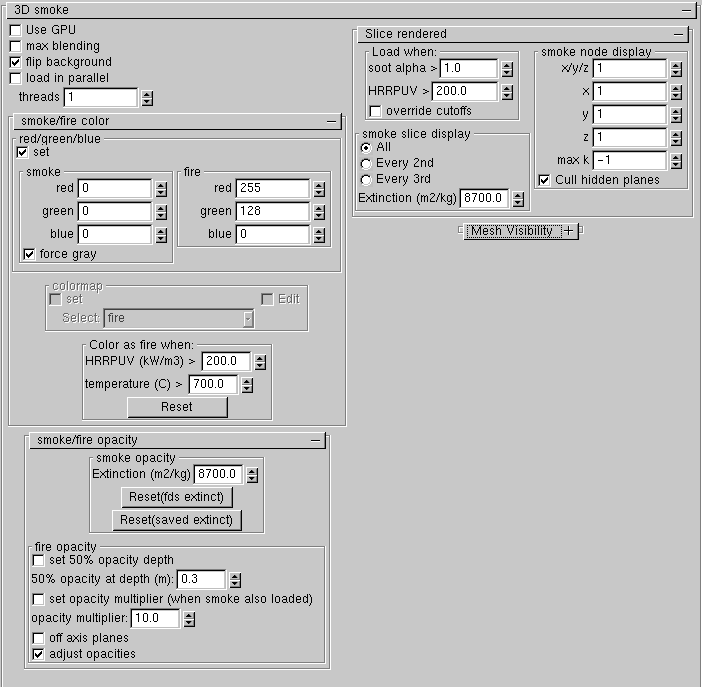 3D smoke
Use GPU
max blending
flip background
load in parallel
threads 1
smoke/fire color
red/green/blue
set
smoke
red 0
green 0
blue 0
force gray
fire
red 255
green 128
blue 0
colormap
set
Edit
Select: fire
Color as fire when:
HRRPUV (kW/m3) > 200.0
temperature (C) > 700.0
Reset
smoke/fire opacity
smoke opacity
Extinction (m2/kg) 8700.0
Reset(fds extinct)
Reset(saved extinct)
fire opacity
set 50% opacity depth
50% opacity at depth (m): 0.3
set opacity multiplier (when smoke also loaded)
opacity multiplier: 10.0
off axis planes
adjust opacities
Slice rendered
Load when:
soot alpha > 1.0
HRRPUV > 200.0
override cutoffs
smoke slice display
All
Every 2nd
Every 3rd
Extinction (m2/kg) 8700.0
smoke node display
x/y/z 1
x 1
y 1
z 1
max k -1
Cull hidden planes
Mesh Visibility +